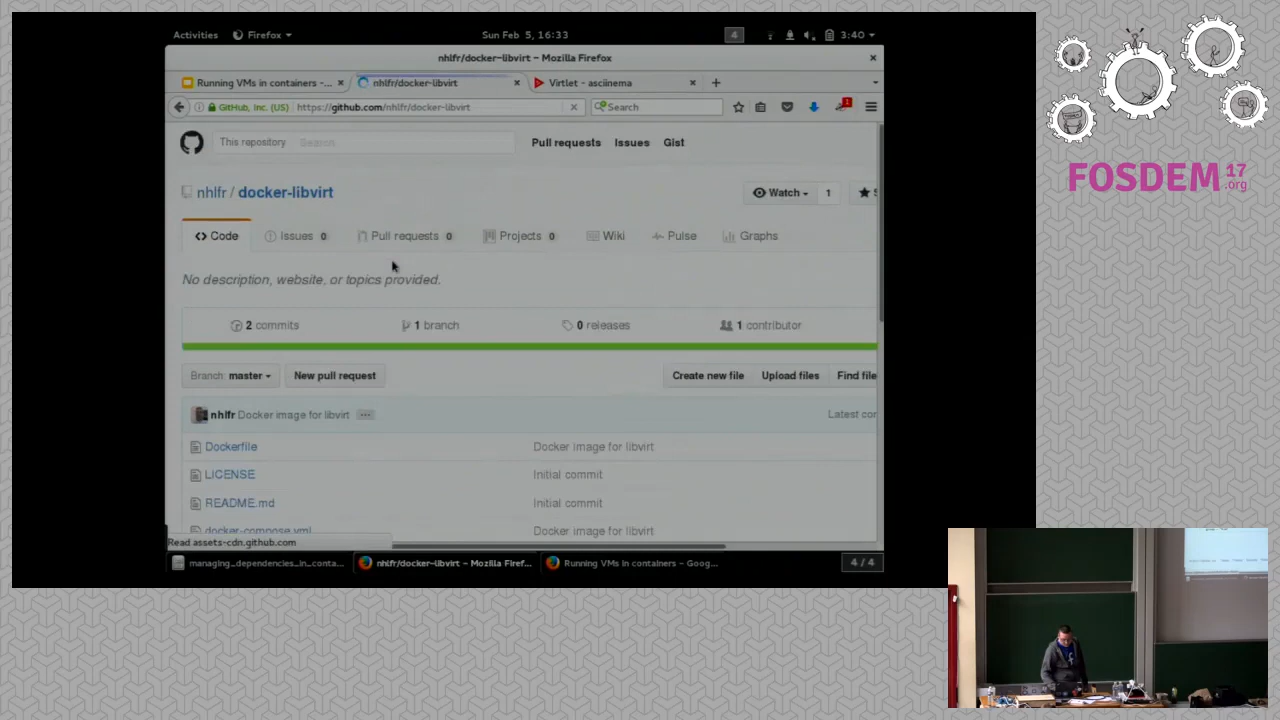 Activities Firefox Sun Feb 5, 16:33 4 3:40
nhlfr/docker-libvirt – Mozilla Firefox
Running VMs in containers -... nhlfr/docker-libvirt Virtlet - asciinema
GitHub, Inc. (US) https://github.com/nhlfr/docker-libvirt Search 1
This repository Search Pull requests Issues Gist
nhlfr / docker-libvirt Watch 1
Code Issues 0 Pull requests 0 Projects 0 Wiki Pulse Graphs
No description, website, or topics provided.
2 commits 1 branch 0 releases 1 contributor
Branch: master New pull request Create new file Upload files Find file
nhlfr Docker image for libvirt ... Latest com
Dockerfile Docker image for libvirt
LICENSE Initial commit
README.md Initial commit
docker-compose.yml Docker image for libvirt
Read assets-cdn.github.com
managing_dependencies_in_conta... nhlfr/docker-libvirt – Mozilla Firef... Running VMs in containers – Goog... 4 / 4
FOSDEM 17
.org